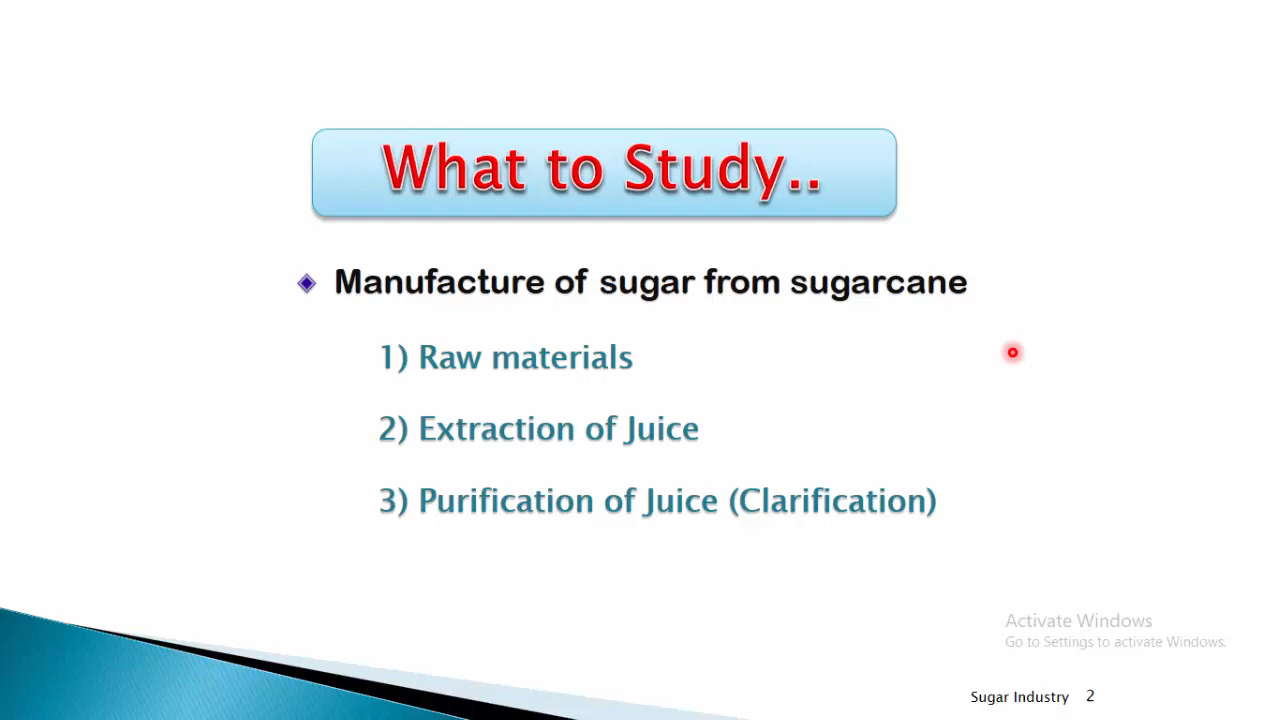 What to Study..
Manufacture of sugar from sugarcane
1) Raw materials
2) Extraction of Juice
3) Purification of Juice (Clarification)
Activate Windows
Go to Settings to activate Windows.
Sugar Industry 2